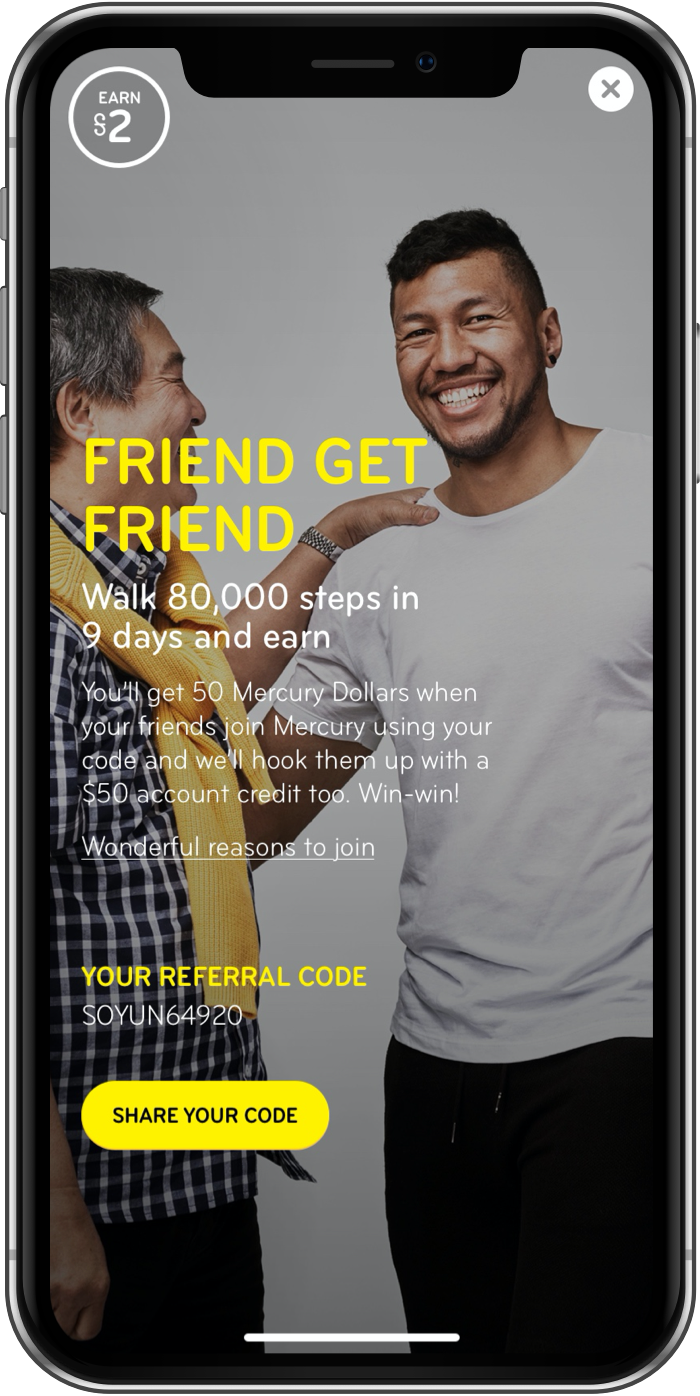 EARN
$2
FRIEND GET
FRIEND
Walk 80,000 steps in
9 days and earn
You'll get 50 Mercury Dollars when
your friends join Mercury using your
code and we'll hook them up with a
$50 account credit too. Win-win!
Wonderful reasons to join
YOUR REFERRAL CODE
SOYUN64920
SHARE YOUR CODE